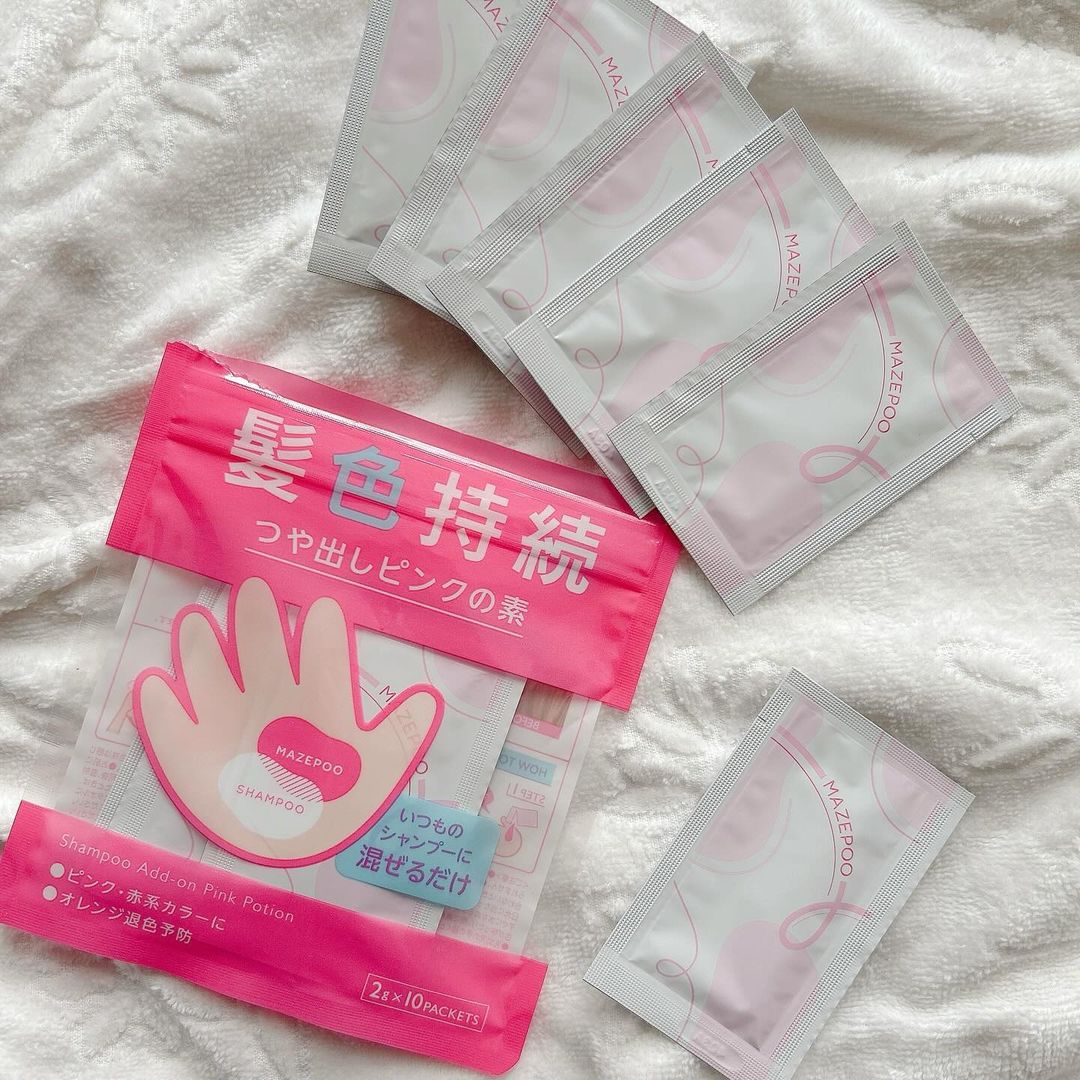 MAZEPOO
MAZEPOO
MAZEPOO
髪色持続
つや出しピンクの素
MAZEPOO
SHAMPOO
HOW TO
STEP 1
いつもの
シャンプーに
混ぜるだけ
Shampoo Add-on Pink Potion
●ピンク・赤系カラーに
●オレンジ退色予防
2g×10PACKETS
MAZEPOO